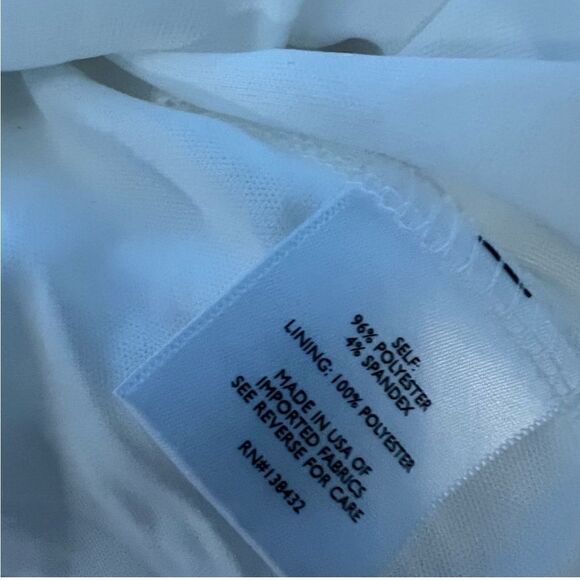 SELF:
96% POLYESTER
4% SPANDEX
LINING: 100% POLYESTER
MADE IN USA OF
IMPORTED FABRICS
SEE REVERSE FOR CARE
RN#138432